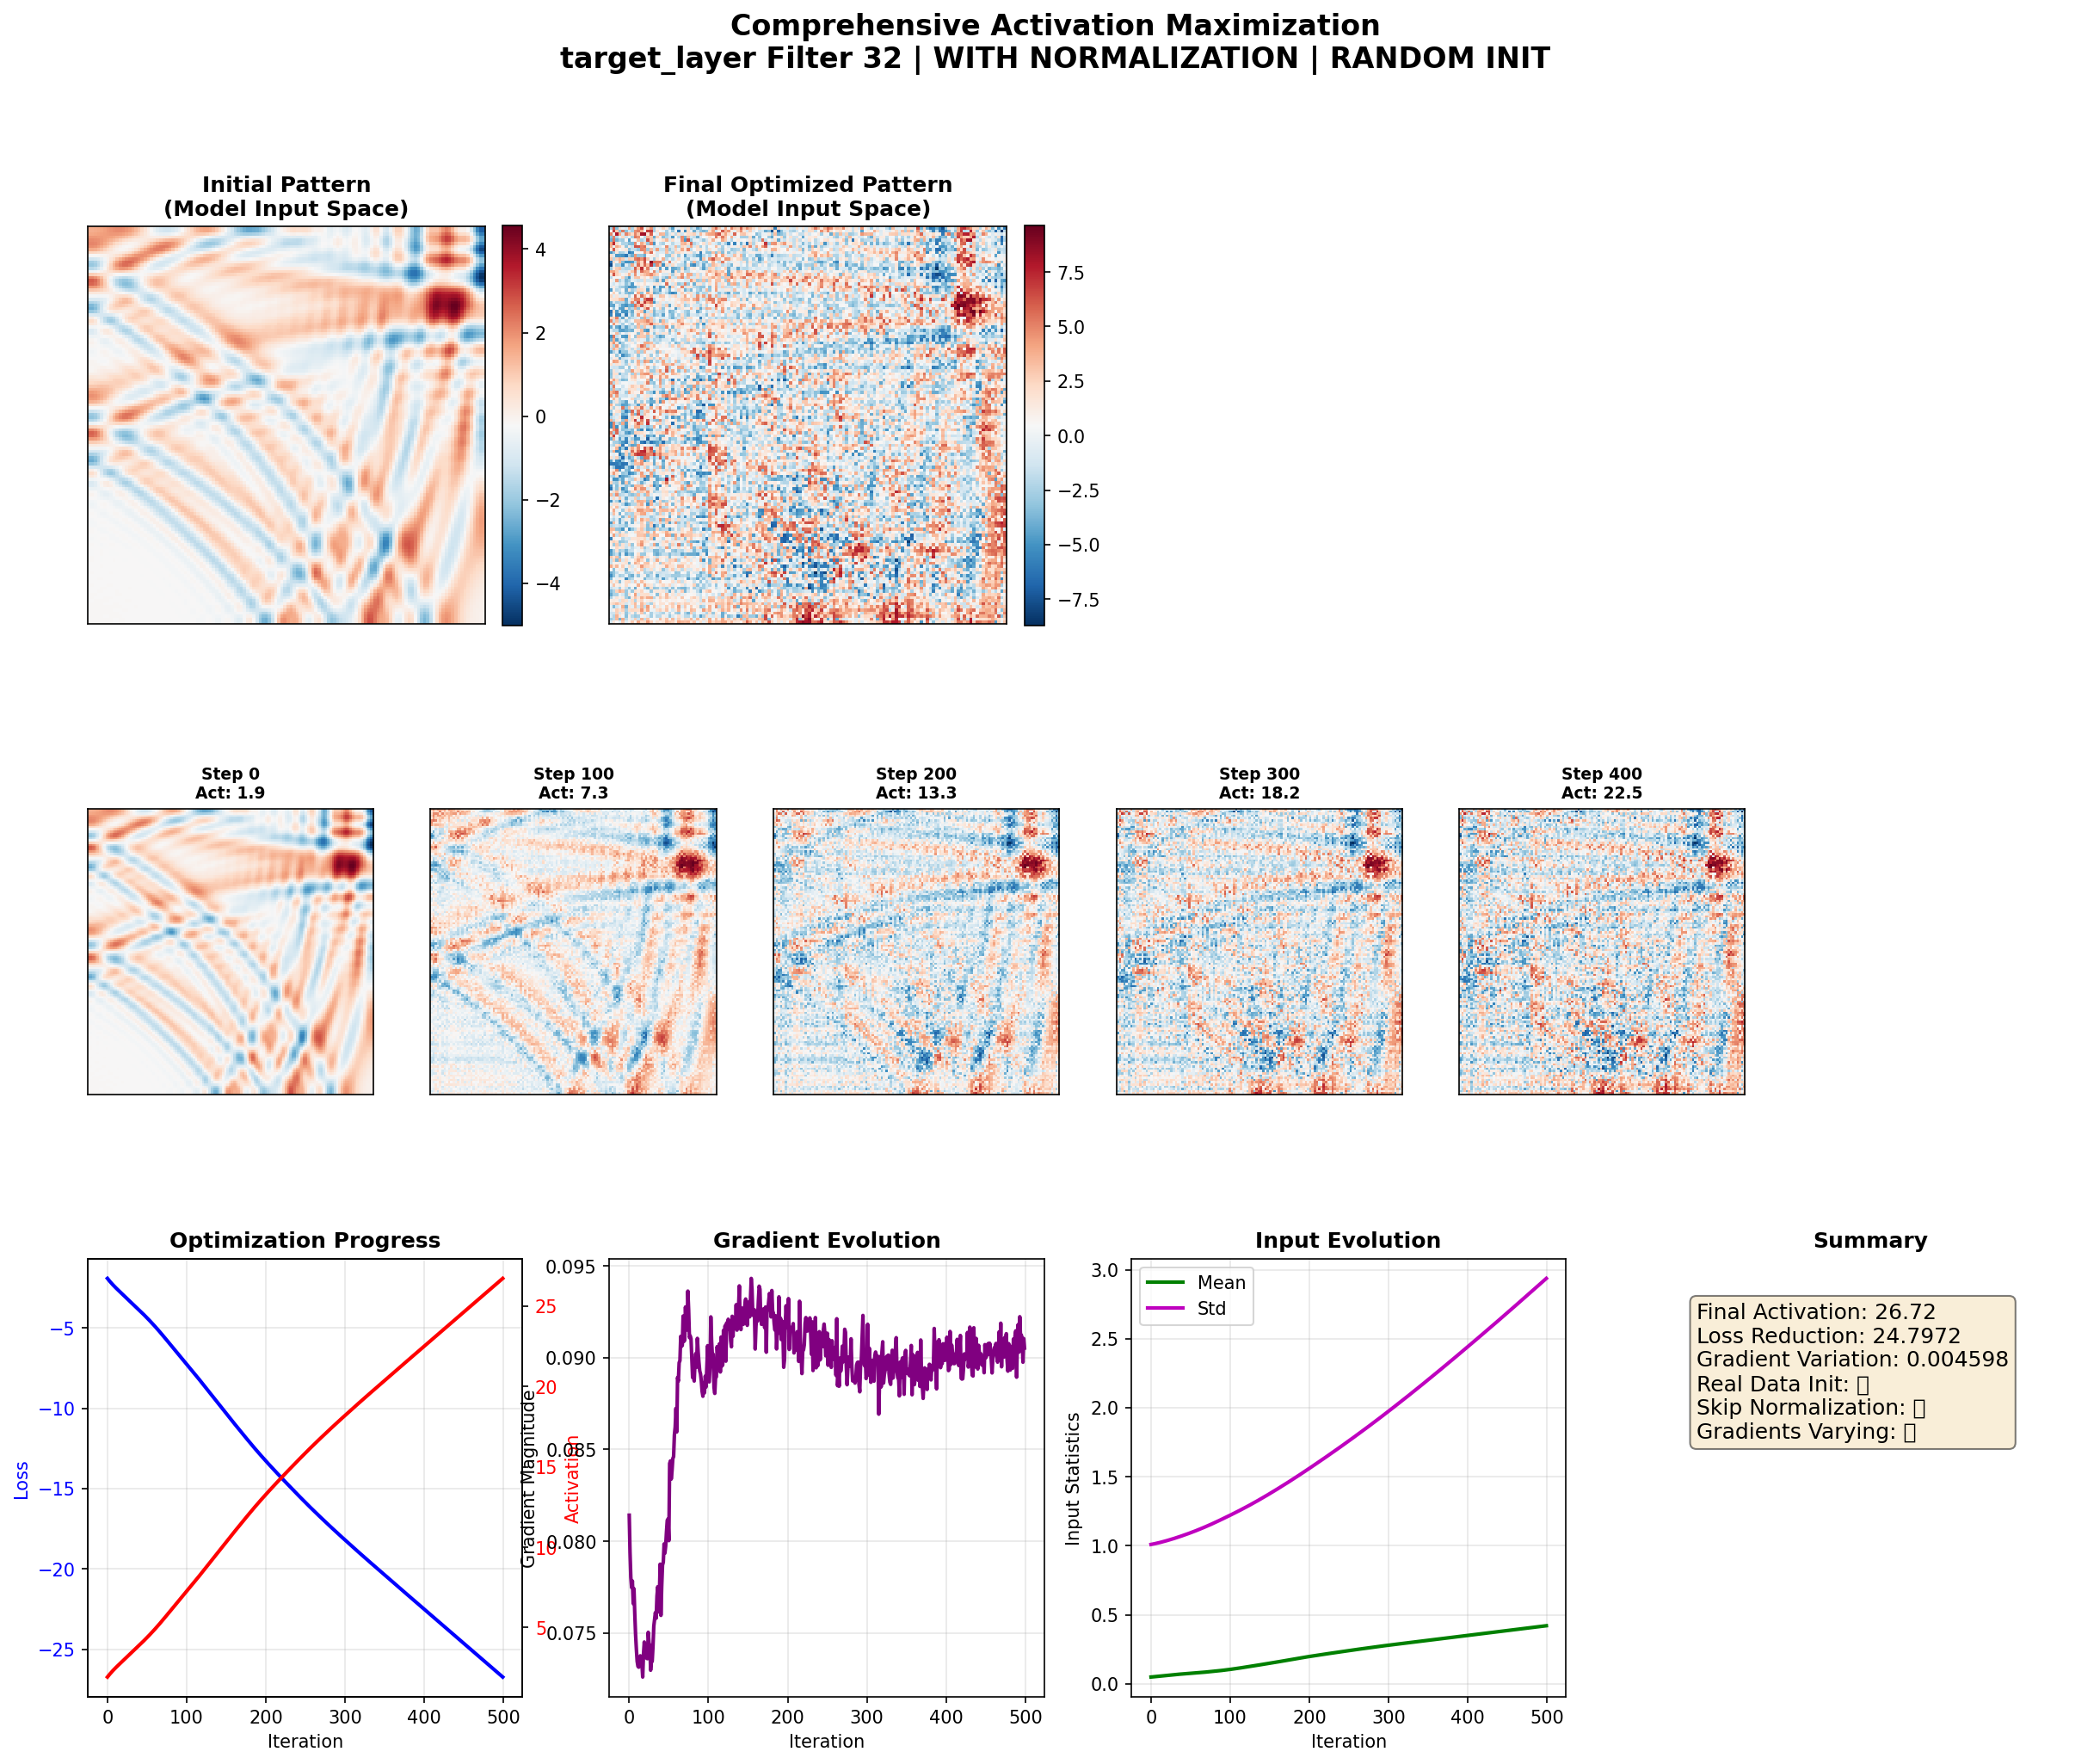 Comprehensive Activation Maximization
target_layer Filter 32 | WITH NORMALIZATION | RANDOM INIT
Initial Pattern
(Model Input Space)
4
2
0
−2
−4
Final Optimized Pattern
(Model Input Space)
7.5
5.0
2.5
0.0
−2.5
−5.0
−7.5
Step 0
Act: 1.9
Step 100
Act: 7.3
Step 200
Act: 13.3
Step 300
Act: 18.2
Step 400
Act: 22.5
Optimization Progress
Loss
−5
−10
−15
−20
−25
0 100 200 300 400 500
Iteration
25
20
15
10
5
Activation
Gradient Evolution
Gradient Magnitude
0.095
0.090
0.085
0.080
0.075
0 100 200 300 400 500
Iteration
Input Evolution
Input Statistics
3.0
2.5
2.0
1.5
1.0
0.5
0.0
Mean
Std
0 100 200 300 400 500
Iteration
Summary
Final Activation: 26.72
Loss Reduction: 24.7972
Gradient Variation: 0.004598
Real Data Init:
Skip Normalization:
Gradients Varying: